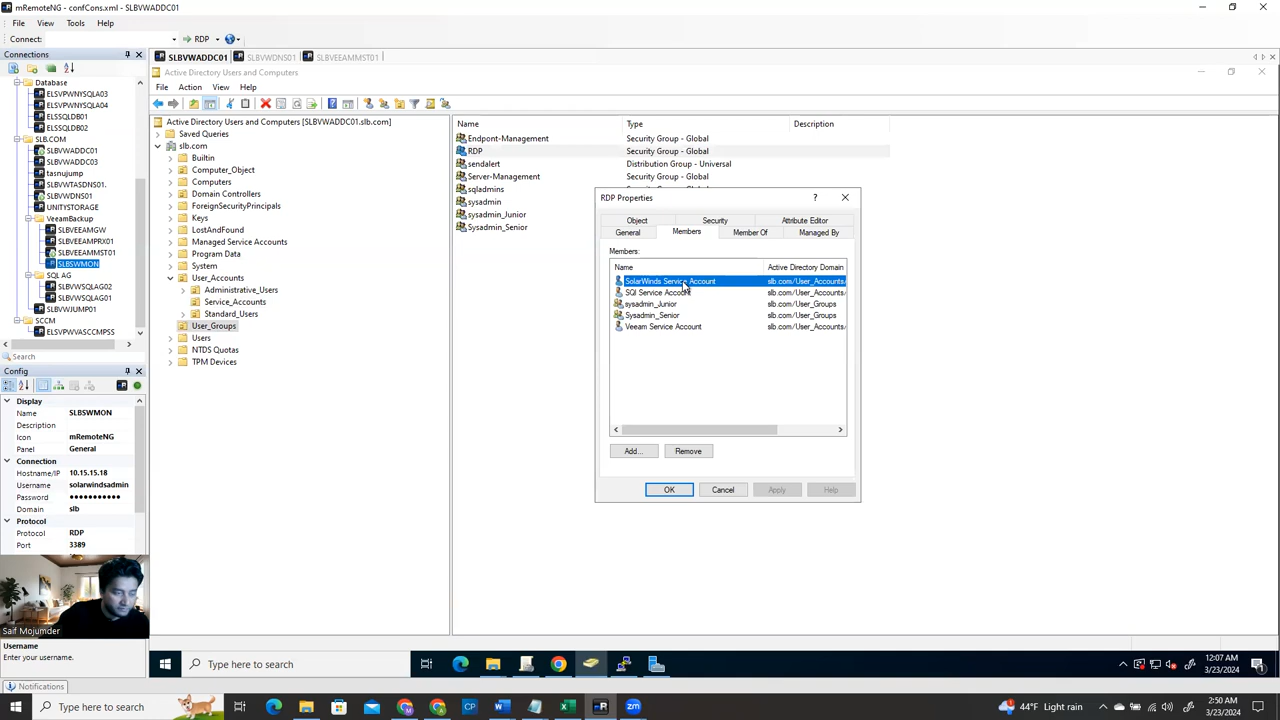 mRemoteNG - confCons.xml - SLBVWADDC01
File View Tools Help
Connect: RDP
Connections
Database
ELSVPWNYSQLA03
ELSVPWNYSQLA04
ELSSQLDB01
ELSSQLDB02
SLB.COM
SLBVWADDC01
SLBVWADDC03
tasnujump
SLBVWTASDNS01.
SLBVWDNS01
UNITYSTORAGE
VeeamBackup
SLBVEEAMGW
SLBVEEAMPRX01
SLBVEEAMMST01
SLBSWMON
SQL AG
SLBVWSQLAG02
SLBVWSQLAG01
SLBVWJUMP01
SCCM
ELSVPWVASCCMPSS
Search
Config
Display
Name SLBSWMON
Description
Icon mRemoteNG
Panel General
Connection
Hostname/IP 10.15.15.18
Username solarwindsadmin
Password ●●●●●●●●●●●
Domain slb
Protocol
Protocol RDP
Port 3389
Saif Mojumder
Username
Enter your username.
Notifications
SLBVWADDC01 SLBVWDNS01 SLBVEEAMMST01
Active Directory Users and Computers
File Action View Help
Active Directory Users and Computers [SLBVWADDC01.slb.com]
Saved Queries
slb.com
Builtin
Computer_Object
Computers
Domain Controllers
ForeignSecurityPrincipals
Keys
LostAndFound
Managed Service Accounts
Program Data
System
User_Accounts
Administrative_Users
Service_Accounts
Standard_Users
User_Groups
Users
NTDS Quotas
TPM Devices
Name Type Description
Endpont-Management Security Group - Global
RDP Security Group - Global
sendalert Distribution Group - Universal
Server-Management Security Group - Global
sqladmins
sysadmin
sysadmin_Junior
Sysadmin_Senior
RDP Properties ?
Object Security Attribute Editor
General Members Member Of Managed By
Members:
Name Active Directory Domain
SolarWinds Service Account slb.com/User_Accounts/
SQl Service Account slb.com/User_Accounts/
sysadmin_Junior slb.com/User_Groups
Sysadmin_Senior slb.com/User_Groups
Veeam Service Account slb.com/User_Accounts/
Add... Remove
OK Cancel Apply Help
Type here to search
12:07 AM
3/23/2024
Type here to search
44°F Light rain
2:50 AM
3/23/2024